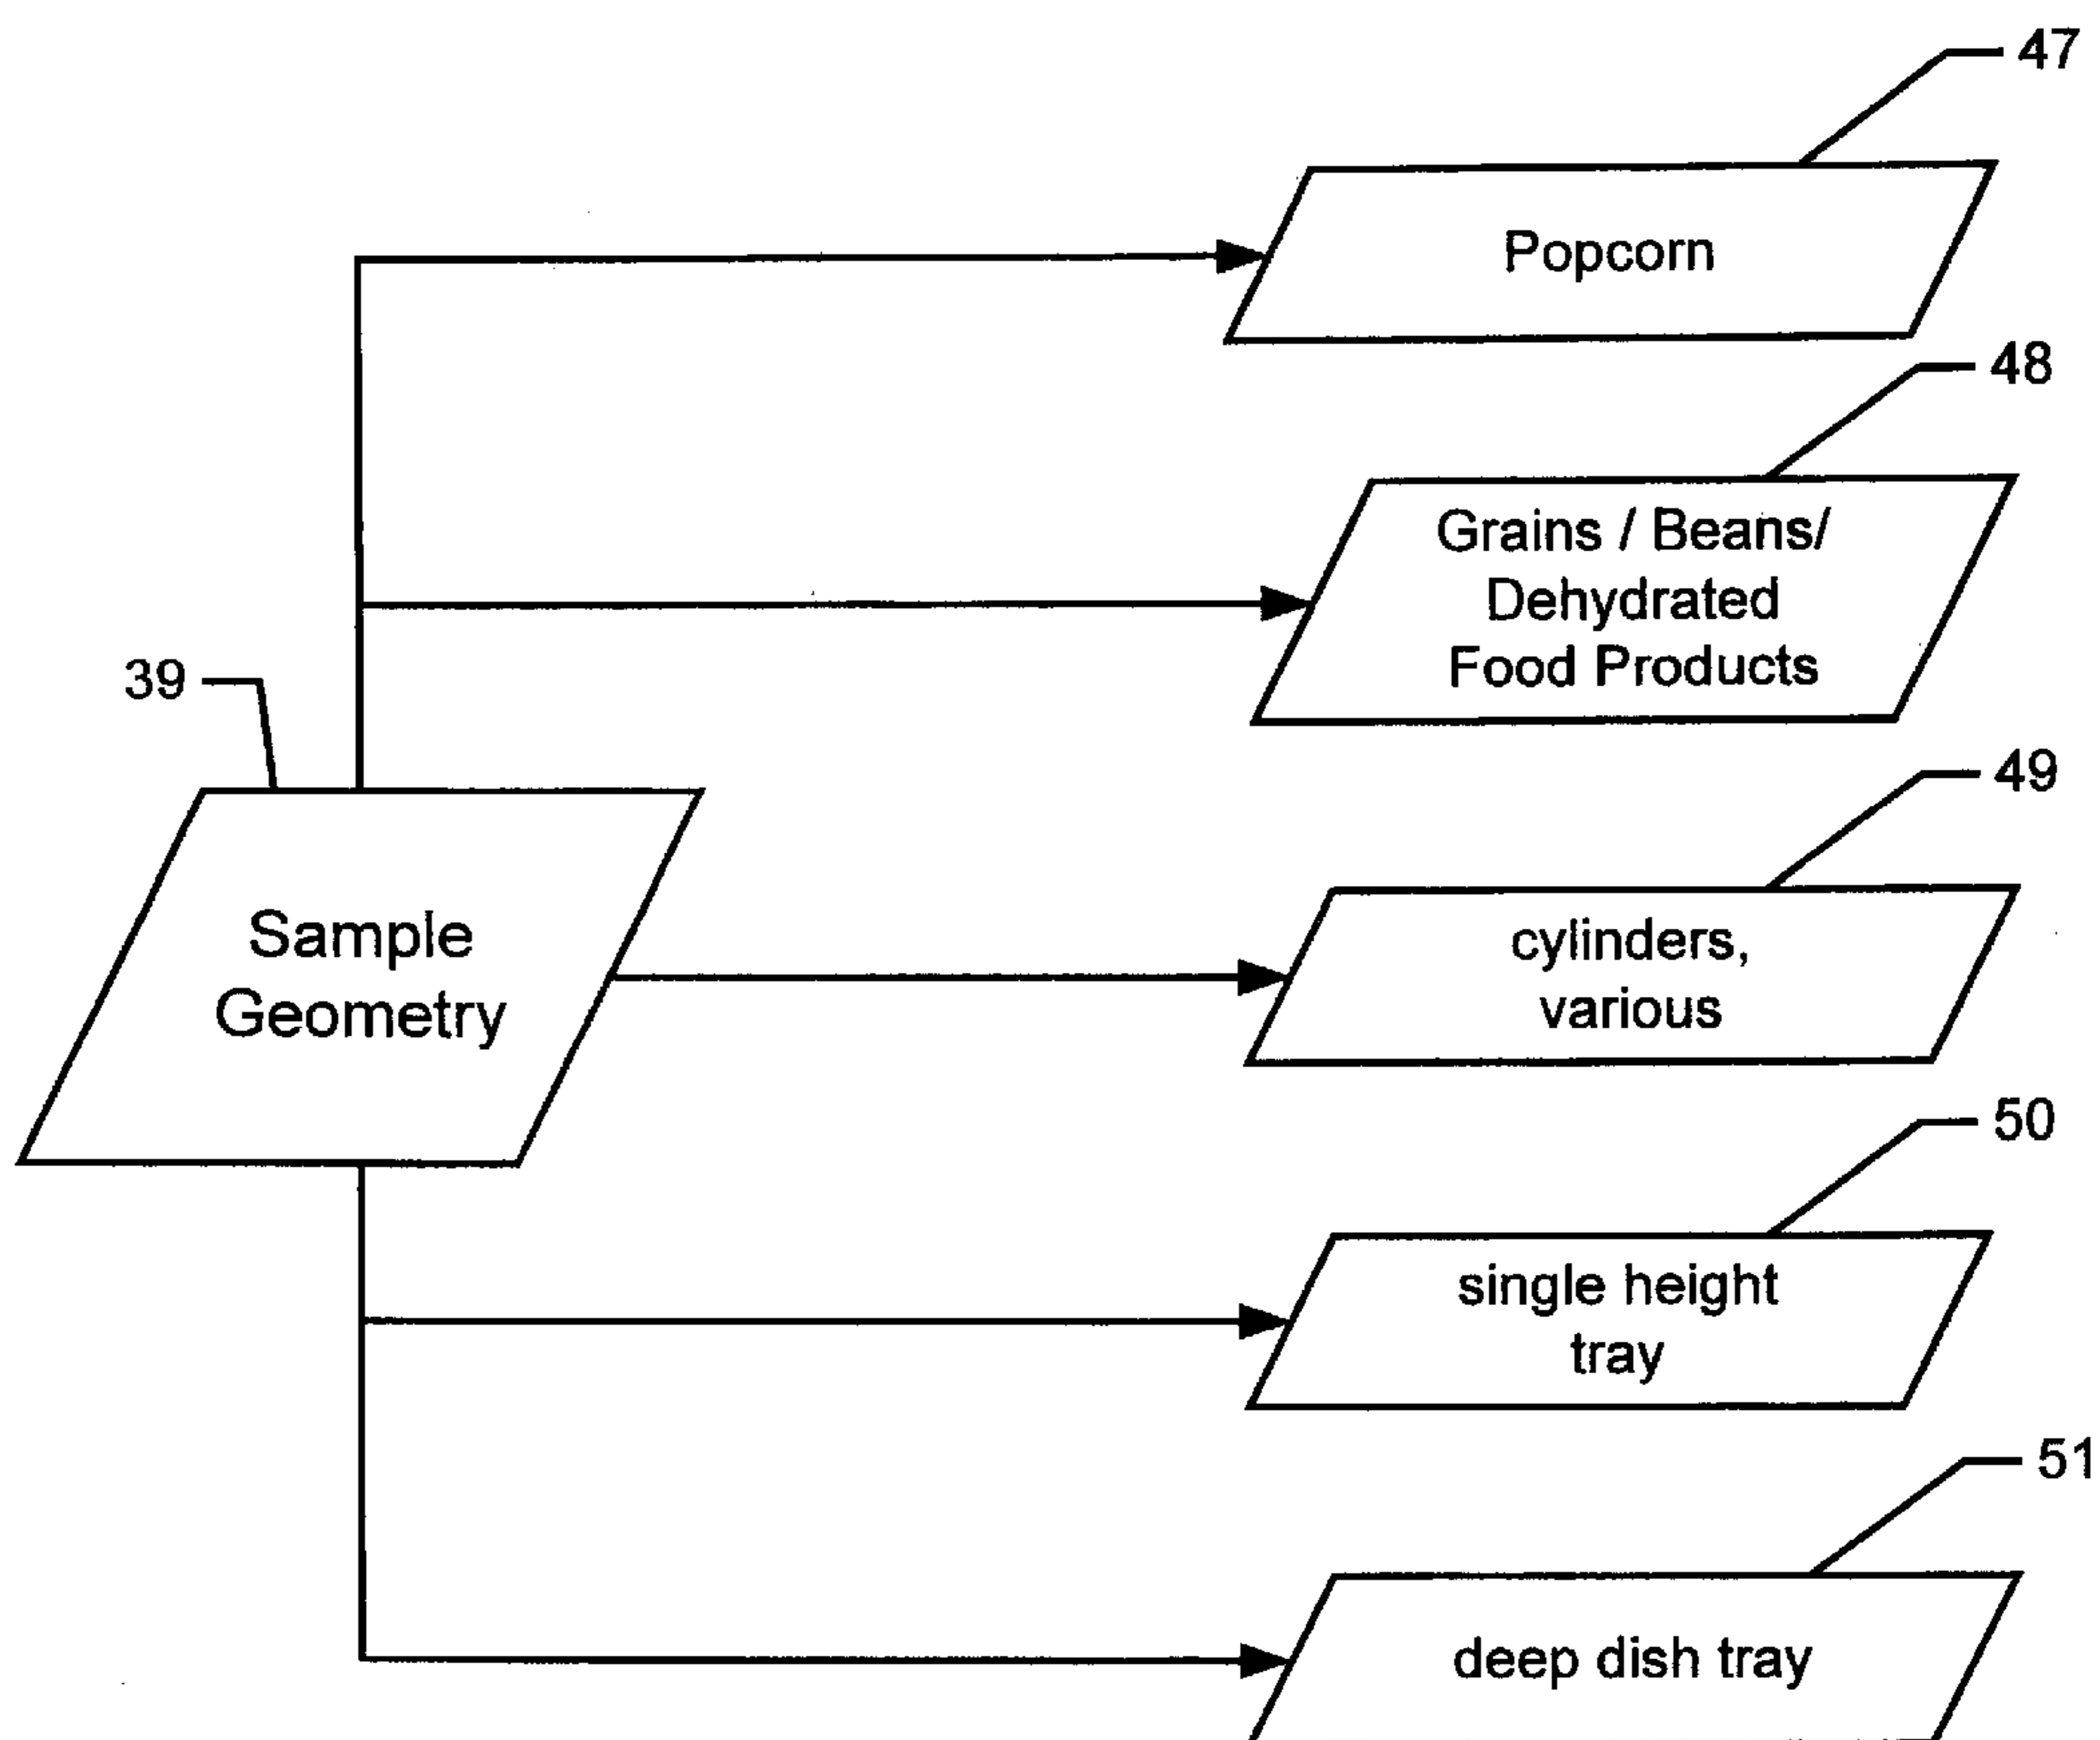 47
Popcorn
48
Grains / Beans/
Dehydrated
Food Products
39
49
Sample
Geometry
cylinders,
various
50
single height
tray
51
deep dish tray